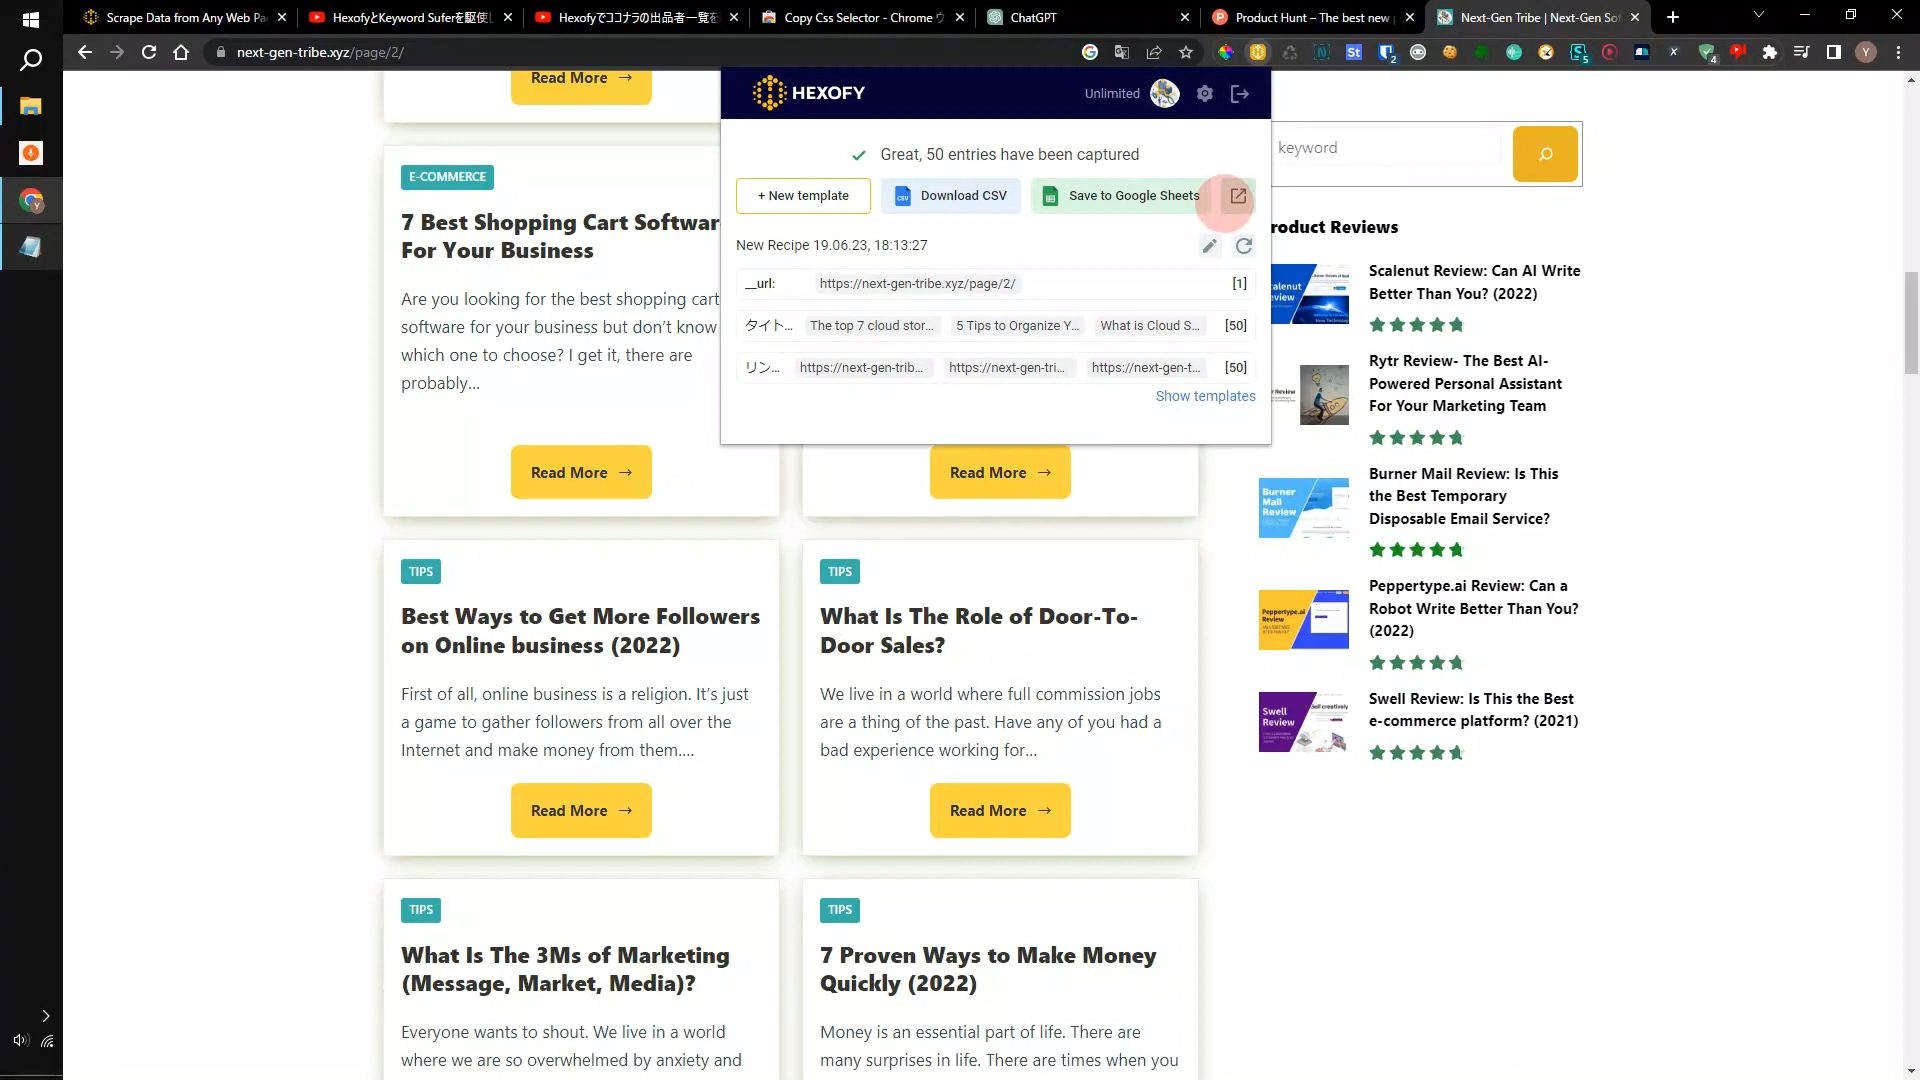 Scrape Data from Any Web Pa
HexofyとKeyword Suferを駆使し
Hexofyでココナラの出品者一覧を
Copy Css Selector - Chrome ウ
ChatGPT
Product Hunt – The best new
Next-Gen Tribe | Next-Gen Sof
next-gen-tribe.xyz/page/2/
Read More →
HEXOFY
Unlimited
Great, 50 entries have been captured
+ New template
CSV
Download CSV
Save to Google Sheets
New Recipe 19.06.23, 18:13:27
__url:
https://next-gen-tribe.xyz/page/2/
[1]
タイト...
The top 7 cloud stor...
5 Tips to Organize Y...
What is Cloud S...
[50]
リン...
https://next-gen-trib...
https://next-gen-tri...
https://next-gen-t...
[50]
Show templates
E-COMMERCE
7 Best Shopping Cart Softwar
For Your Business
Are you looking for the best shopping cart
software for your business but don’t know
which one to choose? I get it, there are
probably...
Read More →
Read More →
TIPS
Best Ways to Get More Followers
on Online business (2022)
First of all, online business is a religion. It’s just
a game to gather followers from all over the
Internet and make money from them....
Read More →
TIPS
What Is The Role of Door-To-
Door Sales?
We live in a world where full commission jobs
are a thing of the past. Have any of you had a
bad experience working for...
Read More →
TIPS
What Is The 3Ms of Marketing
(Message, Market, Media)?
Everyone wants to shout. We live in a world
where we are so overwhelmed by anxiety and
TIPS
7 Proven Ways to Make Money
Quickly (2022)
Money is an essential part of life. There are
many surprises in life. There are times when you
keyword
roduct Reviews
Scalenut Review: Can AI Write
Better Than You? (2022)
Rytr Review- The Best AI-
Powered Personal Assistant
For Your Marketing Team
Burner
Mail
Review
Burner Mail Review: Is This
the Best Temporary
Disposable Email Service?
Peppertype.ai
Review
Peppertype.ai Review: Can a
Robot Write Better Than You?
(2022)
Swell
Review
Swell Review: Is This the Best
e-commerce platform? (2021)